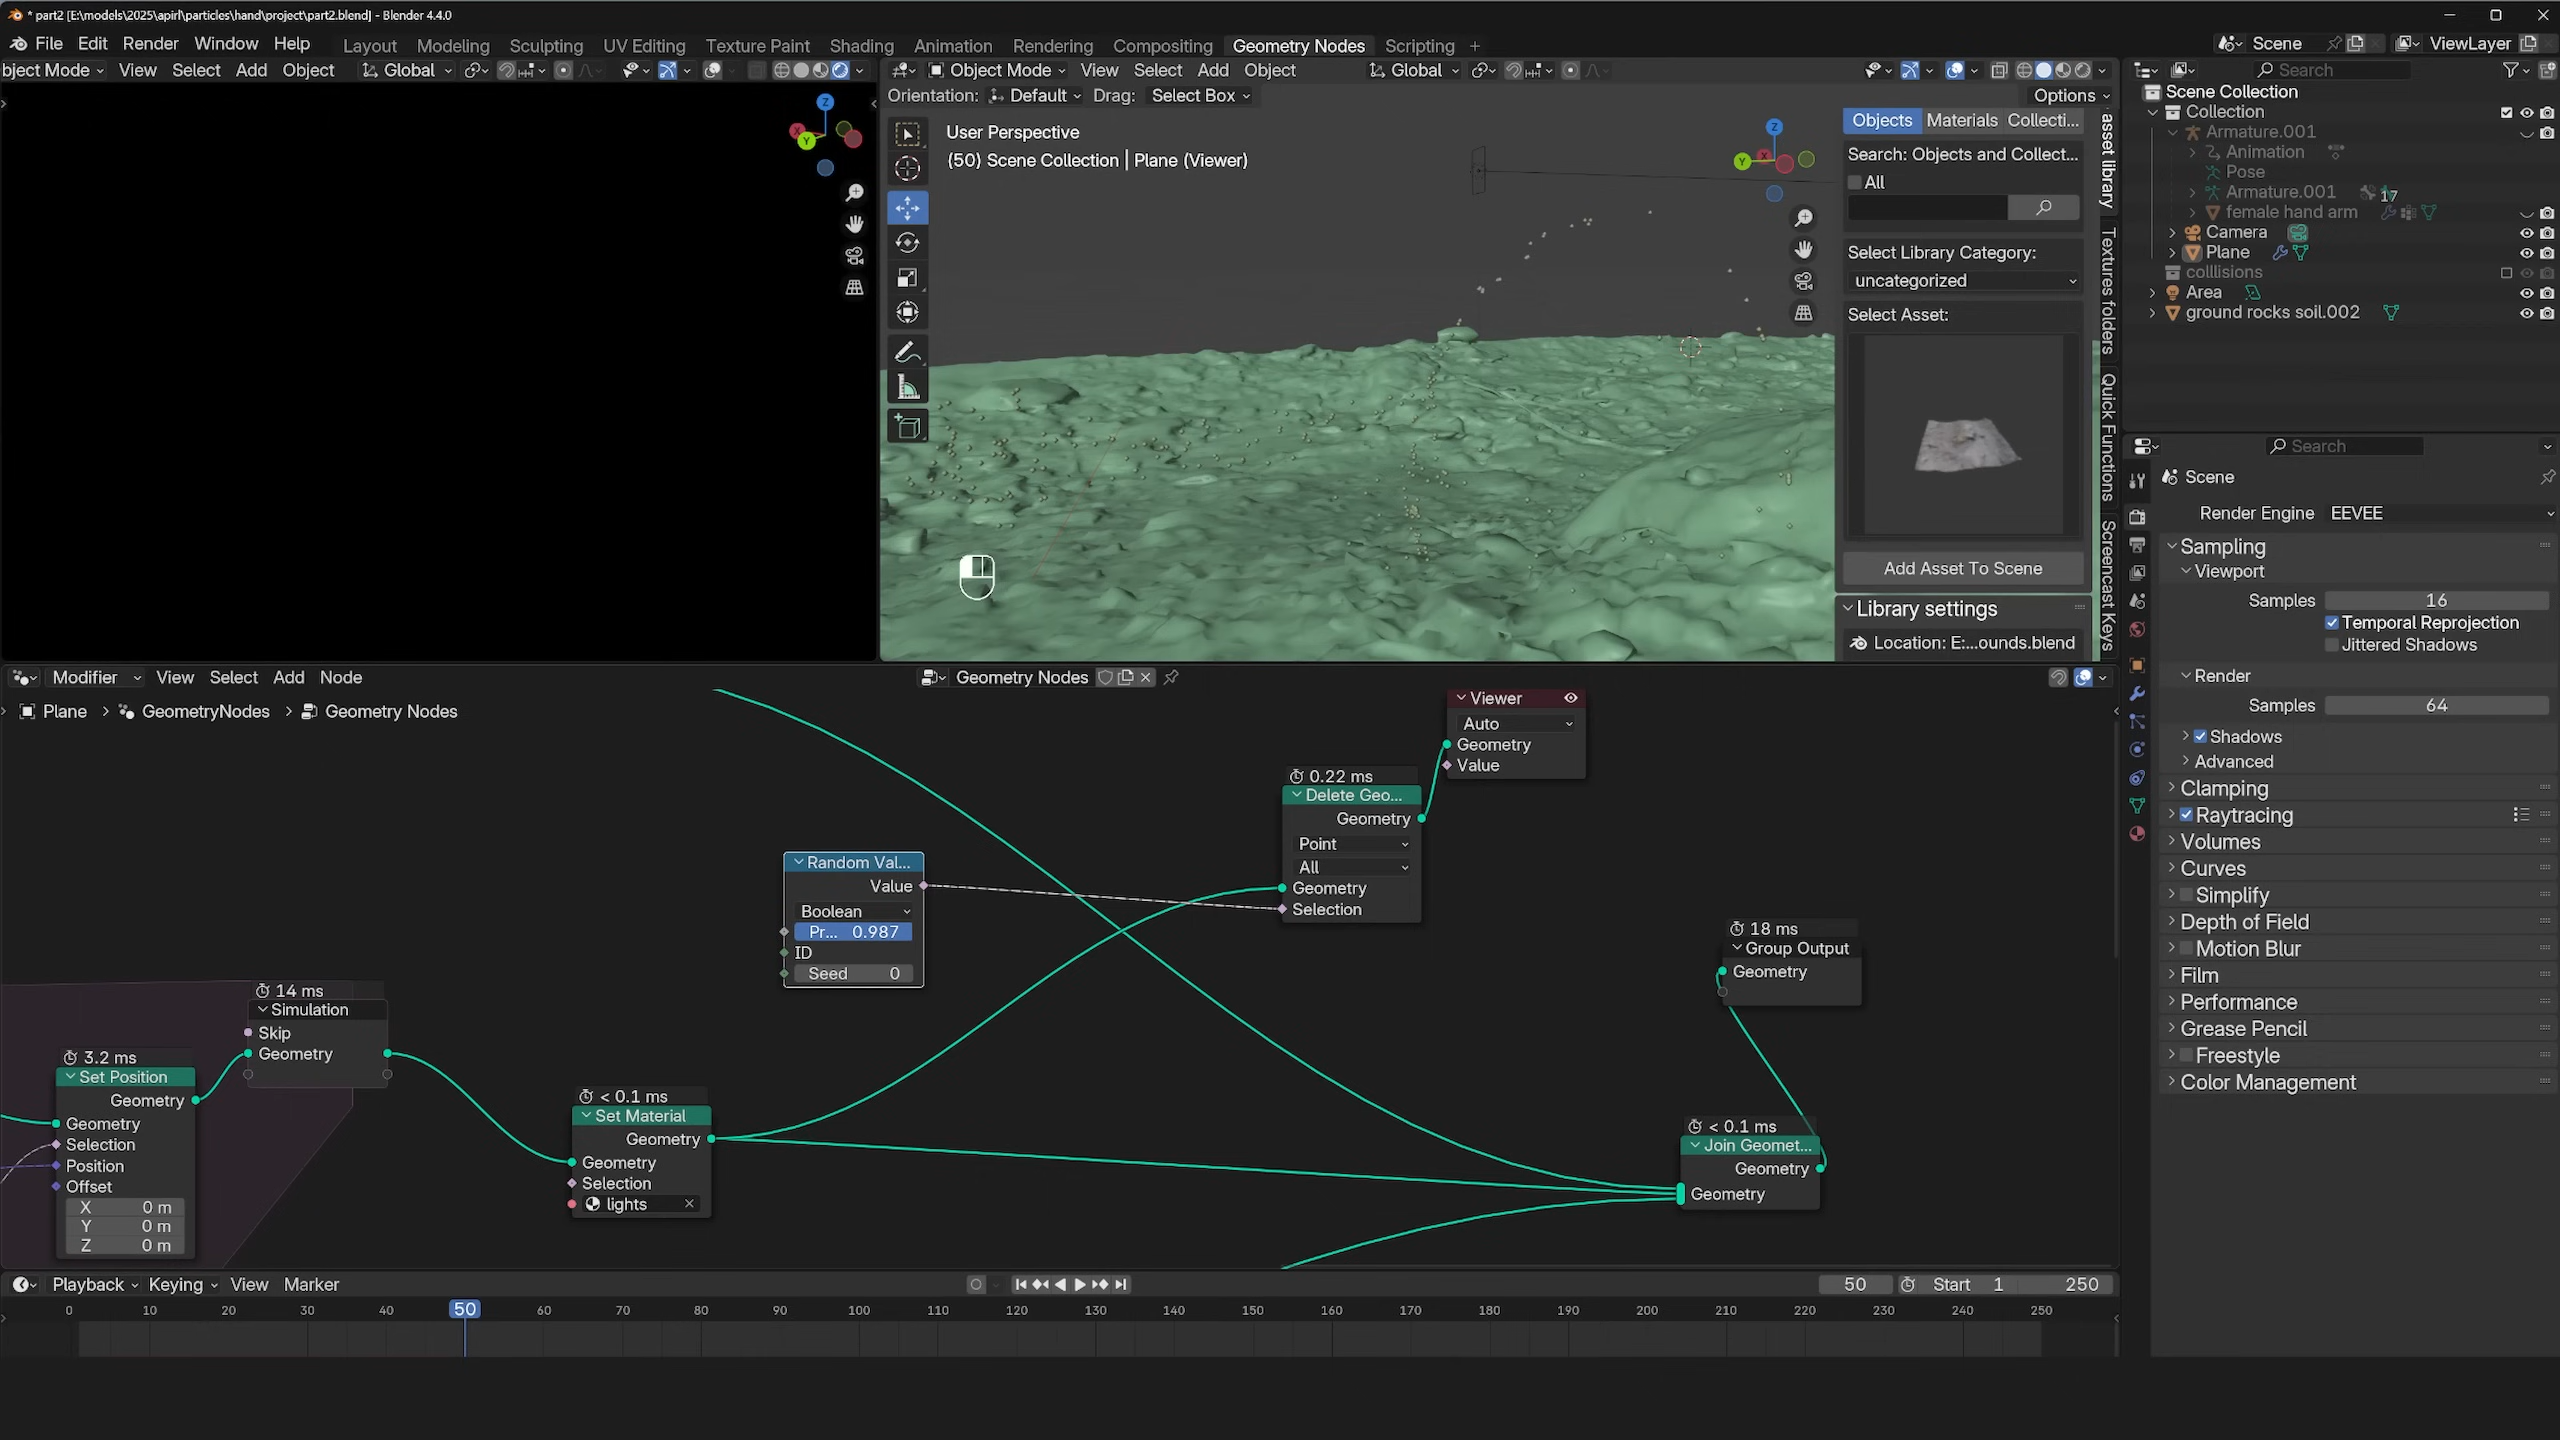 * part2 [E:\models\2025\apirl\particles\hand\project\part2.blend] - Blender 4.4.0
File Edit Render Window Help Layout Modeling Sculpting UV Editing Texture Paint Shading Animation Rendering Compositing Geometry Nodes Scripting + Scene ViewLayer
bject Mode View Select Add Object Global
Object Mode View Select Add Object Global
Search
Orientation: Default Drag: Select Box Options
User Perspective
(50) Scene Collection | Plane (Viewer)
Z
X
Y
Z
Y
X
Objects Materials Collecti...
Search: Objects and Collect...
All
Select Library Category:
uncategorized
Select Asset:
Add Asset To Scene
Library settings
Location: E:...ounds.blend
asset library
Textures folders
Quick Functions
Screencast Keys
Scene Collection
Collection
Armature.001
Animation
Pose
Armature.001 17
female hand arm
Camera
Plane
colllisions
Area
ground rocks soil.002
Search
Scene
Render Engine EEVEE
Sampling
Viewport
Samples 16
Temporal Reprojection
Jittered Shadows
Render
Samples 64
Shadows
Advanced
Clamping
Raytracing
Volumes
Curves
Simplify
Depth of Field
Motion Blur
Film
Performance
Grease Pencil
Freestyle
Color Management
Modifier View Select Add Node Geometry Nodes
Plane > GeometryNodes > Geometry Nodes
Viewer
Auto
Geometry
Value
0.22 ms
Delete Geo...
Geometry
Point
All
Geometry
Selection
Random Val...
Value
Boolean
Pr... 0.987
ID
Seed 0
18 ms
Group Output
Geometry
14 ms
Simulation
Skip
Geometry
3.2 ms
Set Position
Geometry
Geometry
Selection
Position
Offset
X 0 m
Y 0 m
Z 0 m
< 0.1 ms
Set Material
Geometry
Geometry
Selection
lights
< 0.1 ms
Join Geomet...
Geometry
Geometry
Playback Keying View Marker 50 Start 1 250
0 10 20 30 40 50 60 70 80 90 100 110 120 130 140 150 160 170 180 190 200 210 220 230 240 250